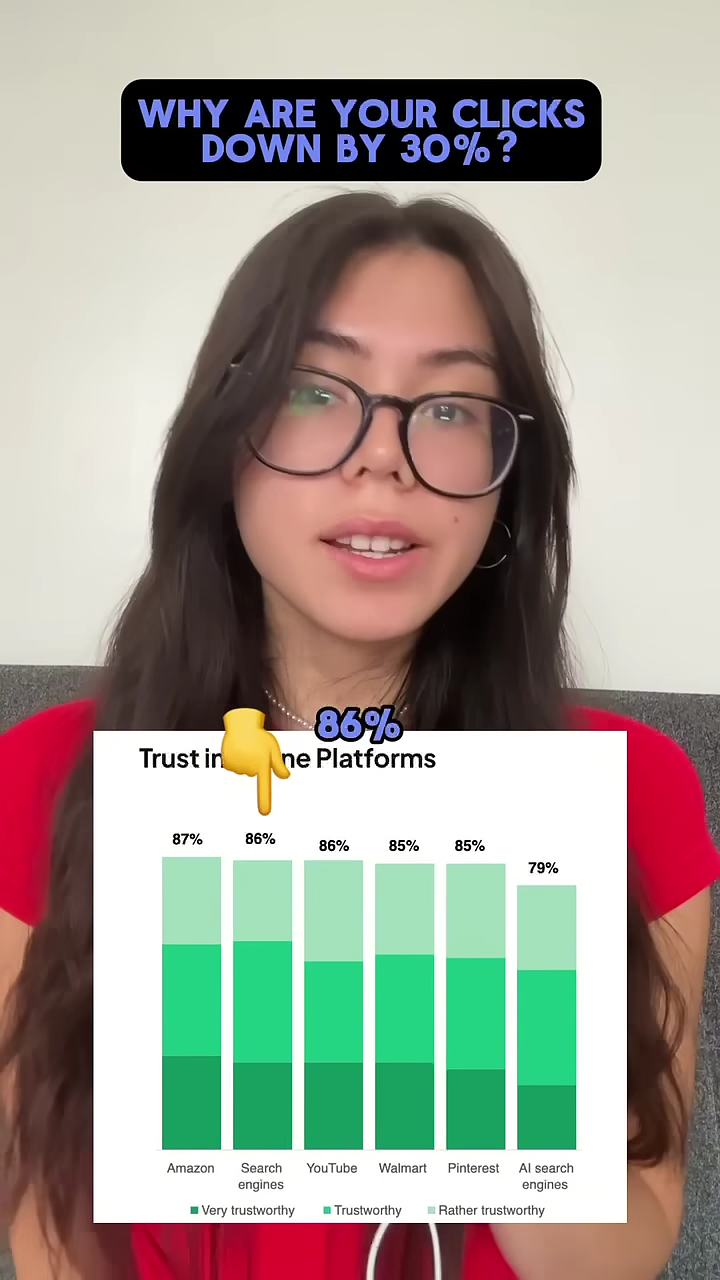 WHY ARE YOUR CLICKS
DOWN BY 30%?
86%
Trust in ne Platforms
87%
86%
86%
85%
85%
79%
Amazon
Search
engines
YouTube
Walmart
Pinterest
AI search
engines
Very trustworthy
Trustworthy
Rather trustworthy